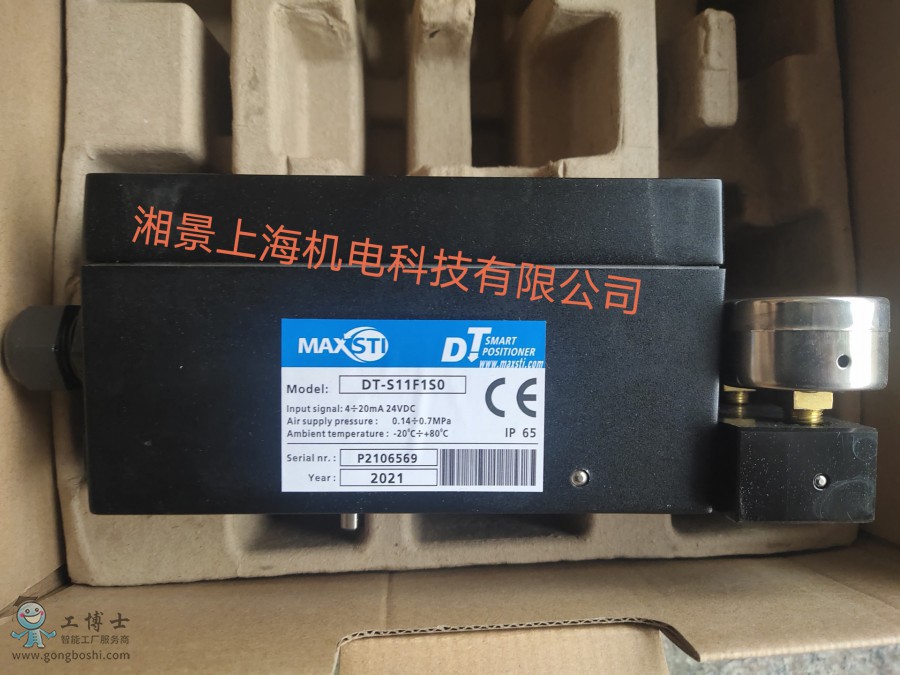 湘景上海机电科技有限公司
MAXSTI
DT SMART POSITIONER
www.maxsti.com
Model: DT-S11F1S0
CE
Input signal: 4÷20mA 24VDC
Air supply pressure : 0.14÷0.7MPa
Ambient temperature : -20℃÷+80℃
IP 65
Serial nr.: P2106569
Year: 2021
工博士
智能工厂服务商
www.gongboshi.com